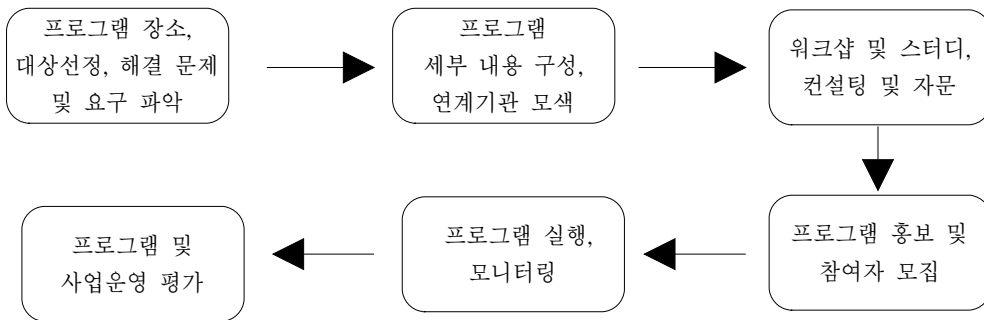 프로그램 장소,
대상선정, 해결 문제
및 요구 파악
프로그램
세부 내용 구성,
연계기관 모색
워크샵 및 스터디,
컨설팅 및 자문
프로그램 홍보 및
참여자 모집
프로그램 실행,
모니터링
프로그램 및
사업운영 평가